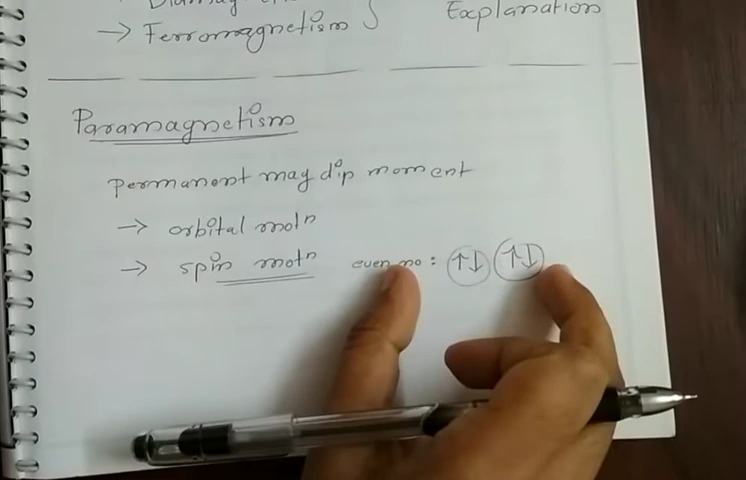 → Ferromagnetism
Explanation
Paramagnetism
permanent mag dip moment
→ orbital motⁿ
→ spin motⁿ even no: ↑↓ ↑↓